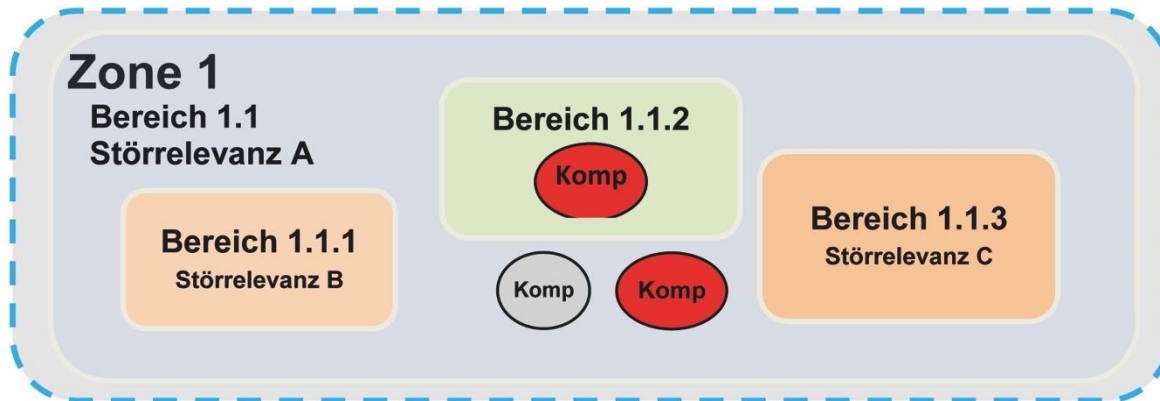 Zone 1
Bereich 1.1
Störrelevanz A
Bereich 1.1.2
Komp
Bereich 1.1.1
Störrelevanz B
Bereich 1.1.3
Störrelevanz C
Komp
Komp